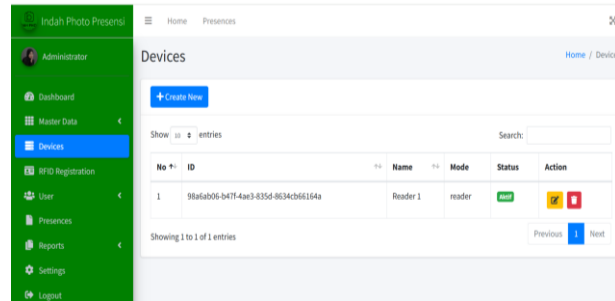 Indah Photo Presensi
Home Presences
Administrator
Devices
Home / Device
Dashboard
Master Data
Devices
RFID Registration
User
Presences
Reports
Settings
Logout
Create New
Show 10 entries
Search:
No ID Name Mode Status Action
1 98a6ab06-b47f-4ae3-835d-8634cb66164a Reader 1 reader Aktif
Showing 1 to 1 of 1 entries
Previous 1 Next